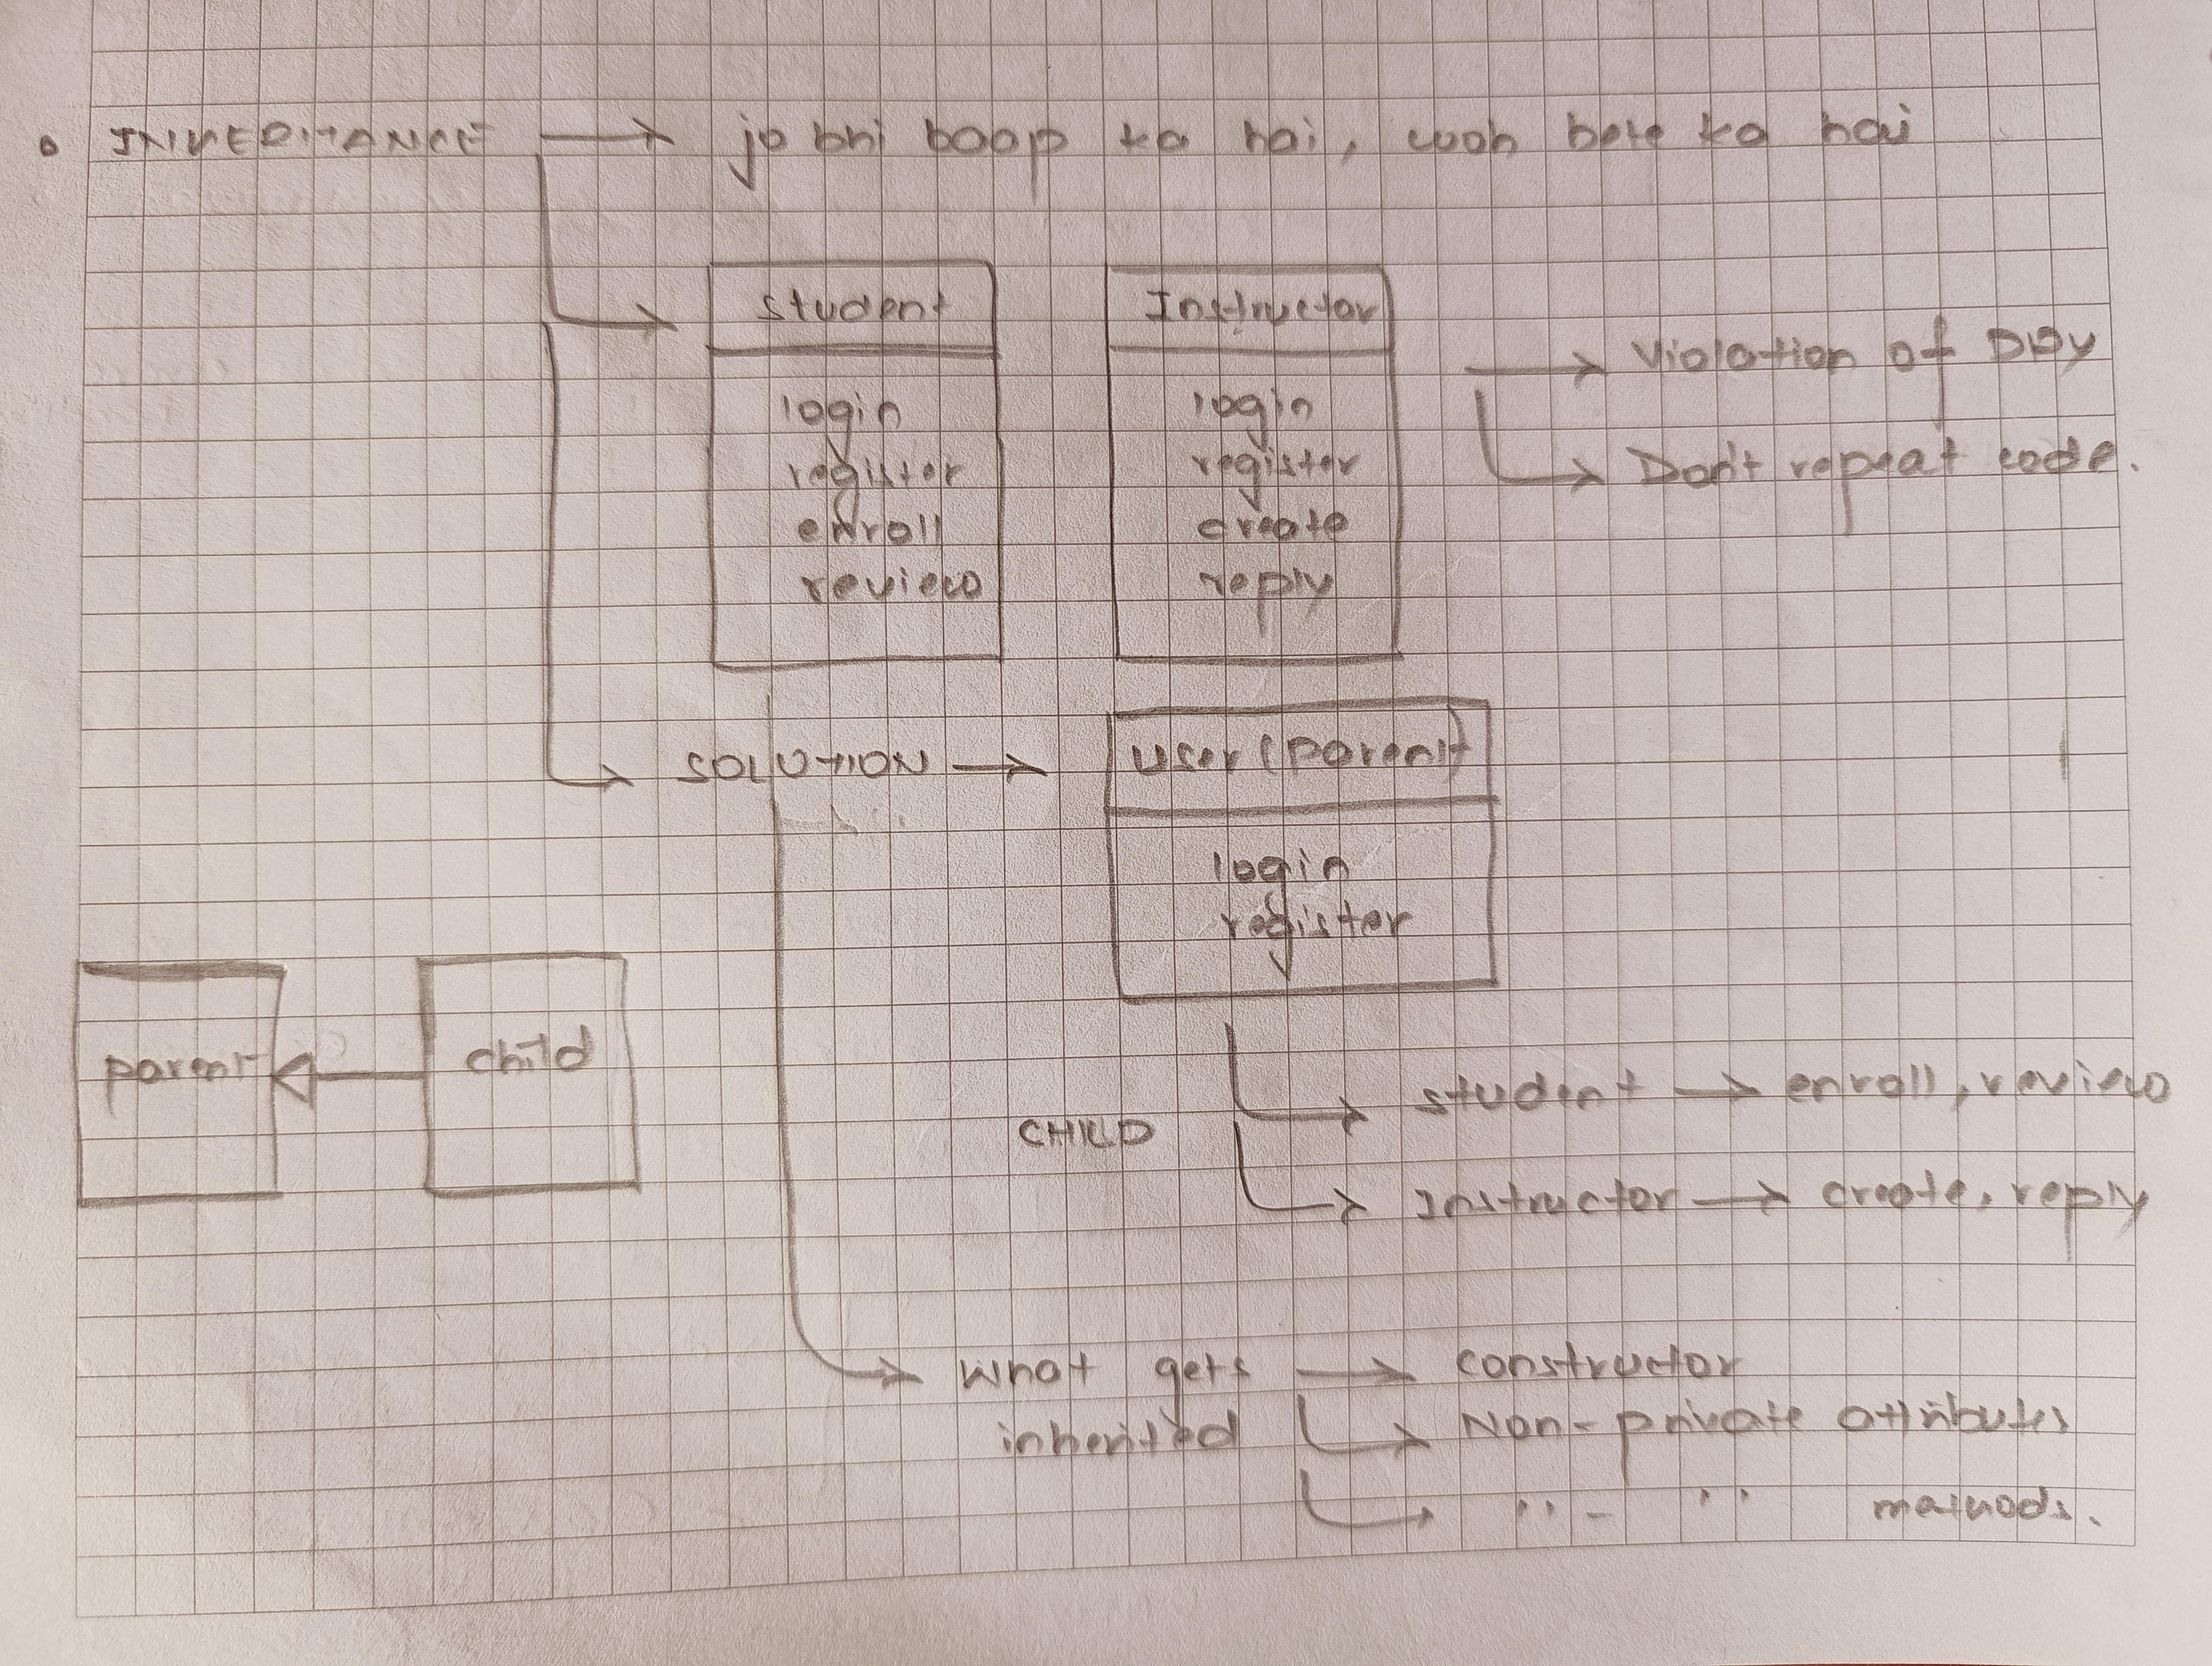 INHERITANCE → jo bhi baap ka hai, woh bete ka hai
student
login
register
enroll
review
Instructor
login
register
create
reply
→ Violation of DRY
→ Don't repeat code.
SOLUTION →
user (parent)
login
register
parent
child
CHILD
student → enroll, review
Instructor → create, reply
what gets → constructor
inherited → Non-private attributes
→ '' - '' methods.